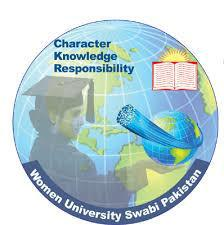 Character
Knowledge
Responsibility
Women University Swabi Pakistan